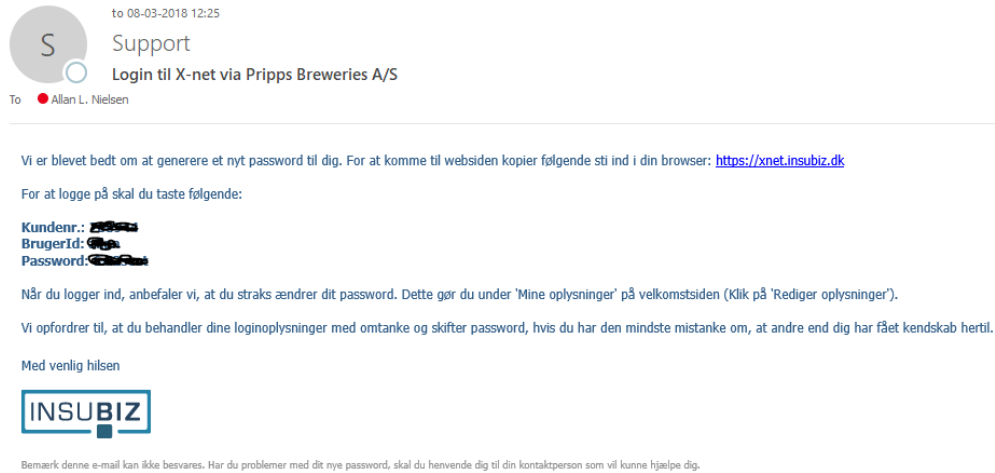 to 08-03-2018 12:25
S
Support
Login til X-net via Pripps Breweries A/S
To Allan L. Nielsen
Vi er blevet bedt om at generere et nyt password til dig. For at komme til websiden kopier følgende sti ind i din browser: https://xnet.insubiz.dk
For at logge på skal du taste følgende:
Kundenr.:
BrugerId:
Password:
Når du logger ind, anbefaler vi, at du straks ændrer dit password. Dette gør du under 'Mine oplysninger' på velkomstsiden (Klik på 'Rediger oplysninger').
Vi opfordrer til, at du behandler dine loginoplysninger med omtanke og skifter password, hvis du har den mindste mistanke om, at andre end dig har fået kendskab hertil.
Med venlig hilsen
INSUBIZ
Bemærk denne e-mail kan ikke besvares. Har du problemer med dit nye password, skal du henvende dig til din kontaktperson som vil kunne hjælpe dig.